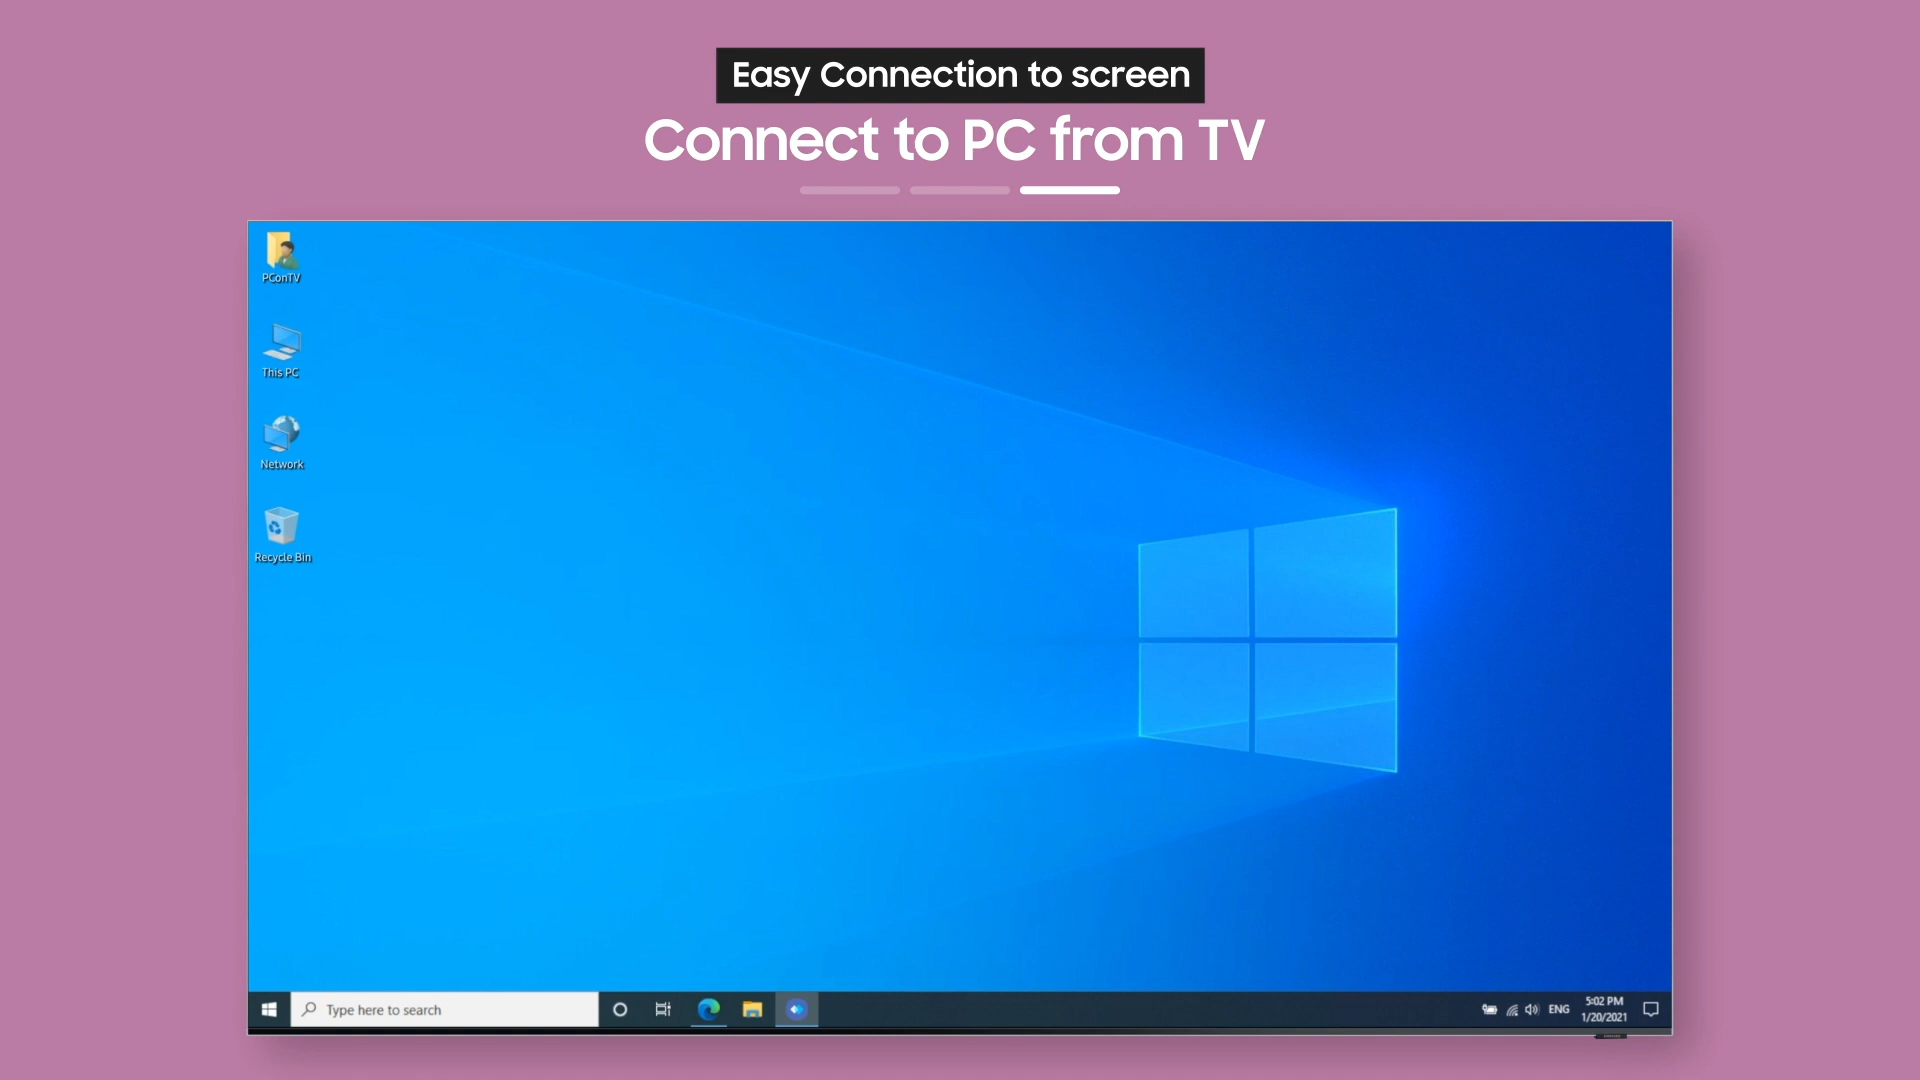 Easy Connection to screen
Connect to PC from TV
PConTV
This PC
Network
Recycle Bin
Type here to search
ENG
5:02 PM
1/20/2021